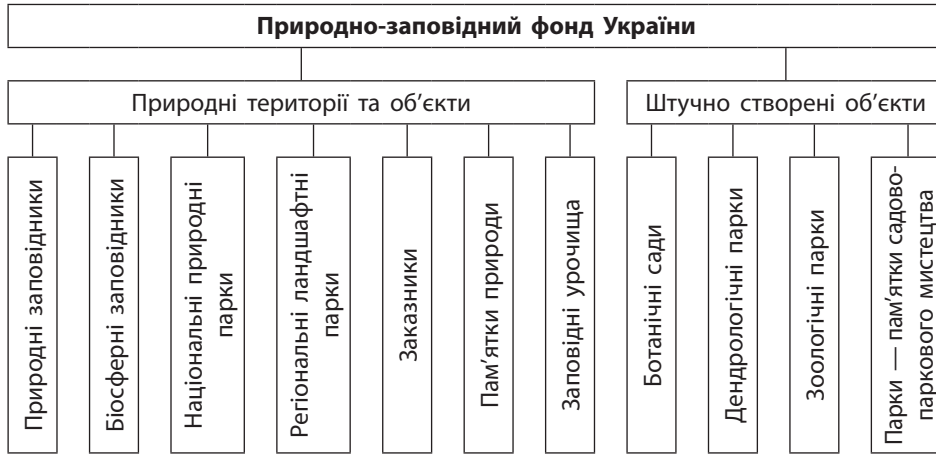 Природно-заповідний фонд України
Природні території та об’єкти
Штучно створені об’єкти
Природні заповідники
Біосферні заповідники
Національні природні
парки
Регіональні ландшафтні
парки
Заказники
Пам’ятки природи
Заповідні урочища
Ботанічні сади
Дендрологічні парки
Зоологічні парки
Парки — пам’ятки садово-
паркового мистецтва